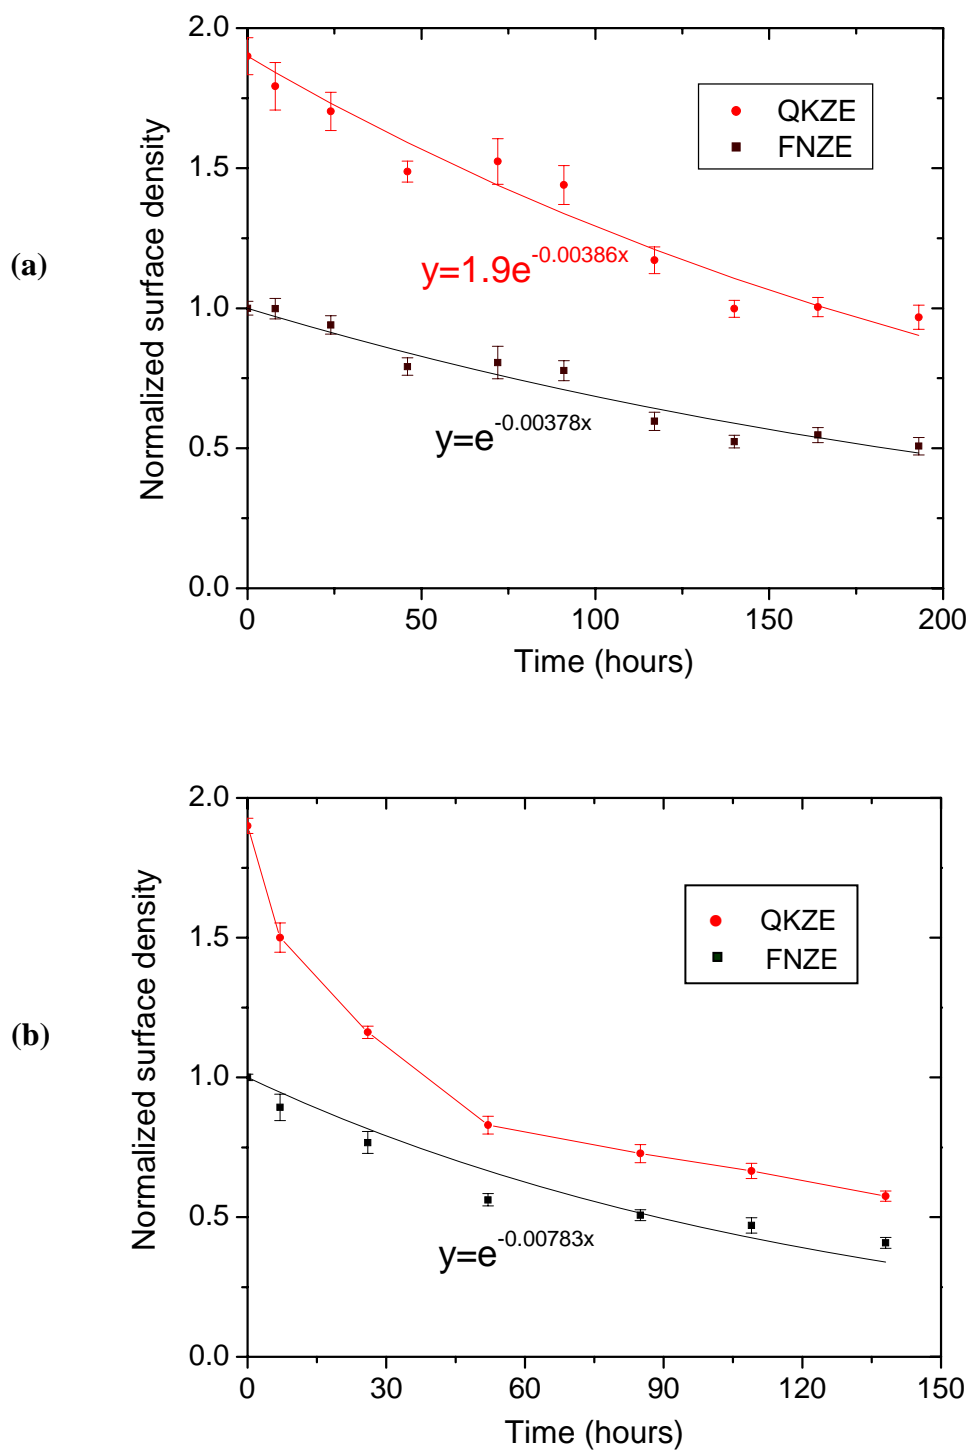 (a)
Normalized surface density
2.0
1.5
1.0
0.5
0.0
QKZE
FNZE
y=1.9e^-0.00386x
y=e^-0.00378x
0 50 100 150 200
Time (hours)
(b)
Normalized surface density
2.0
1.5
1.0
0.5
0.0
QKZE
FNZE
y=e^-0.00783x
0 30 60 90 120 150
Time (hours)